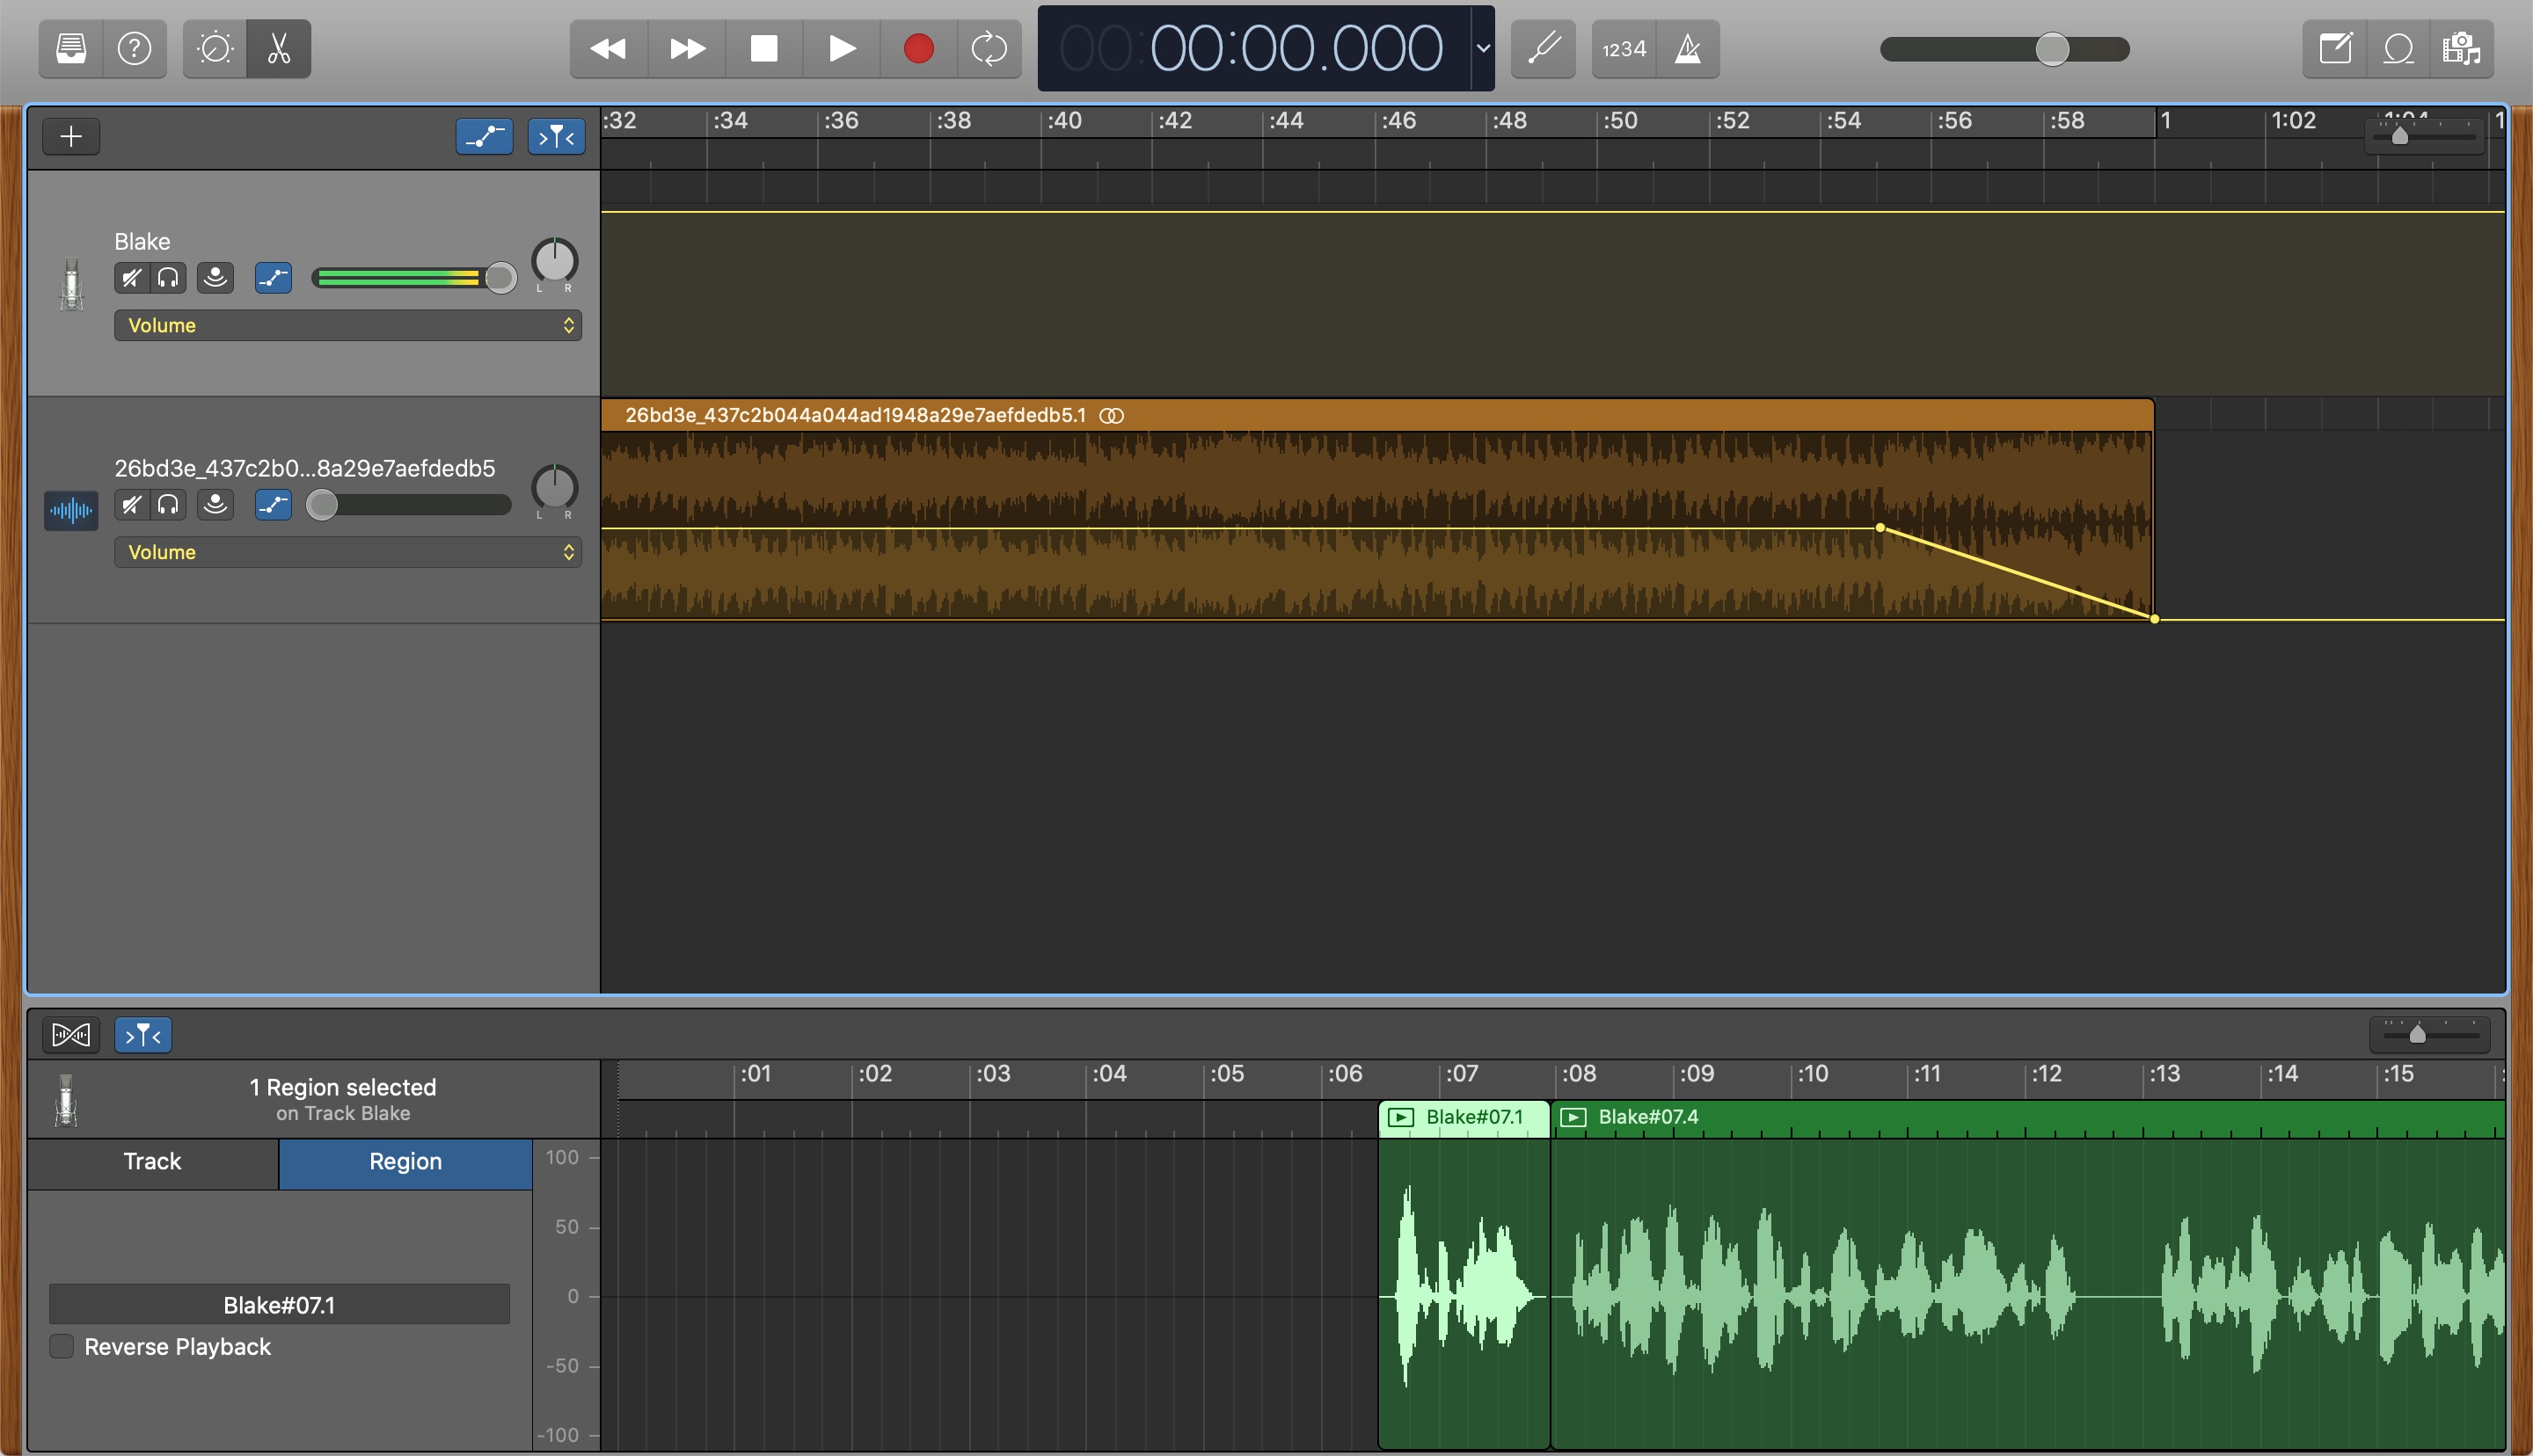 00:00:00.000
1234
:32 :34 :36 :38 :40 :42 :44 :46 :48 :50 :52 :54 :56 :58 1 1:02 1:04 1
Blake
L R
Volume
26bd3e_437c2b044a044ad1948a29e7aefdedb5.1
26bd3e_437c2b0...8a29e7aefdedb5
L R
Volume
:01 :02 :03 :04 :05 :06 :07 :08 :09 :10 :11 :12 :13 :14 :15 :
1 Region selected
on Track Blake
Blake#07.1 Blake#07.4
Track Region
100
50
0
-50
-100
Blake#07.1
Reverse Playback